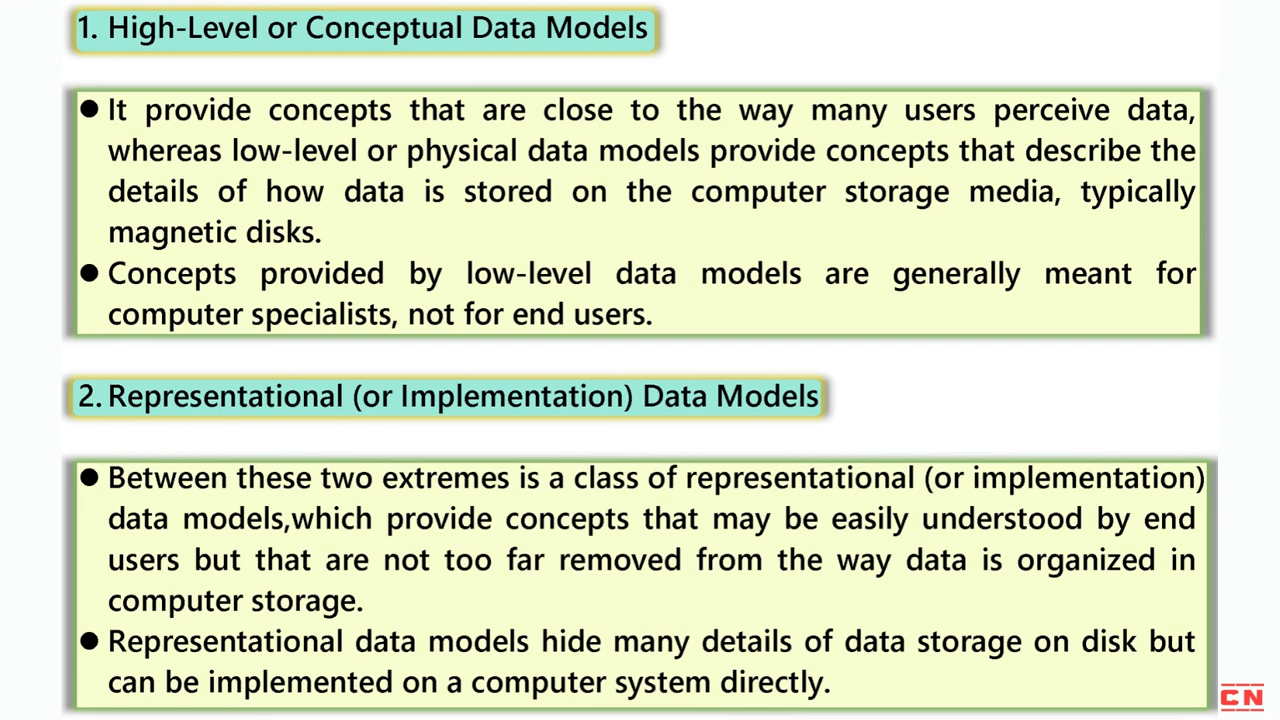 1. High-Level or Conceptual Data Models
● It provide concepts that are close to the way many users perceive data,
whereas low-level or physical data models provide concepts that describe the
details of how data is stored on the computer storage media, typically
magnetic disks.
● Concepts provided by low-level data models are generally meant for
computer specialists, not for end users.
2. Representational (or Implementation) Data Models
● Between these two extremes is a class of representational (or implementation)
data models,which provide concepts that may be easily understood by end
users but that are not too far removed from the way data is organized in
computer storage.
● Representational data models hide many details of data storage on disk but
can be implemented on a computer system directly.
CN